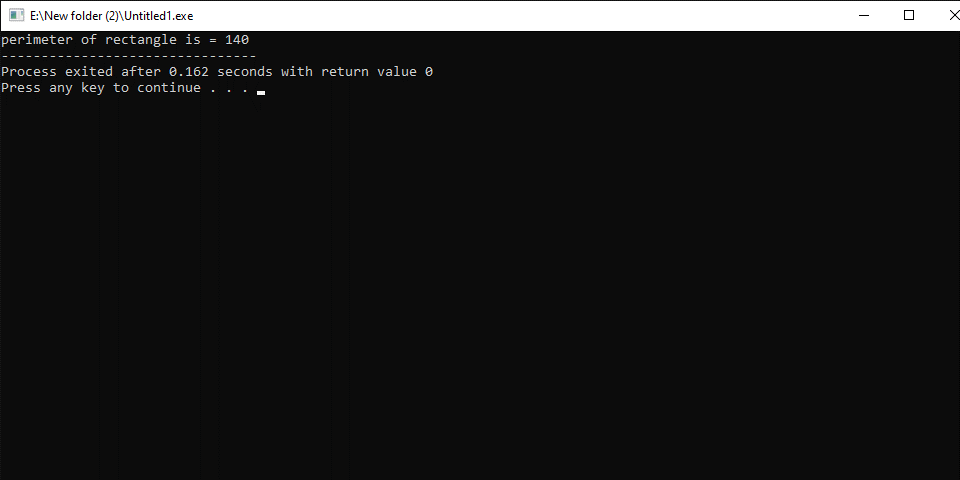 E:\New folder (2)\Untitled1.exe
perimeter of rectangle is = 140
--------------------------------
Process exited after 0.162 seconds with return value 0
Press any key to continue . . .